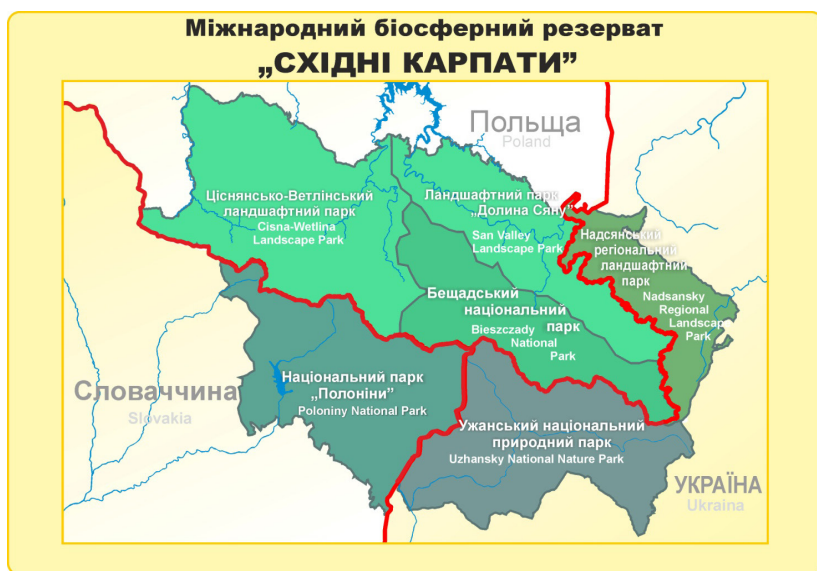 Міжнародний біосферний резерват
„СХІДНІ КАРПАТИ”
Польща
Poland
Ціснянсько-Ветлінський
ландшафтний парк
Cisna-Wetlina
Landscape Park
Ландшафтний парк
„Долина Сяну”
San Valley
Landscape Park
Надсянський
регіональний
ландшафтний
парк
Nadsansky
Regional
Landscape
Park
Бещадський
національний
парк
Bieszczady
National
Park
Національний парк
„Полоніни”
Poloniny National Park
Словаччина
Slovakia
Ужанський національний
природний парк
Uzhansky National Nature Park
УКРАЇНА
Ukraina